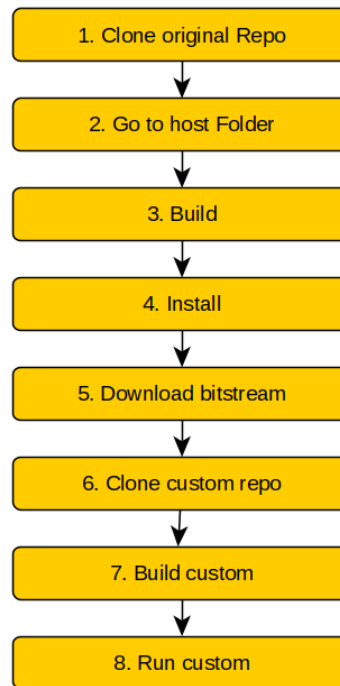 1. Clone original Repo
2. Go to host Folder
3. Build
4. Install
5. Download bitstream
6. Clone custom repo
7. Build custom
8. Run custom